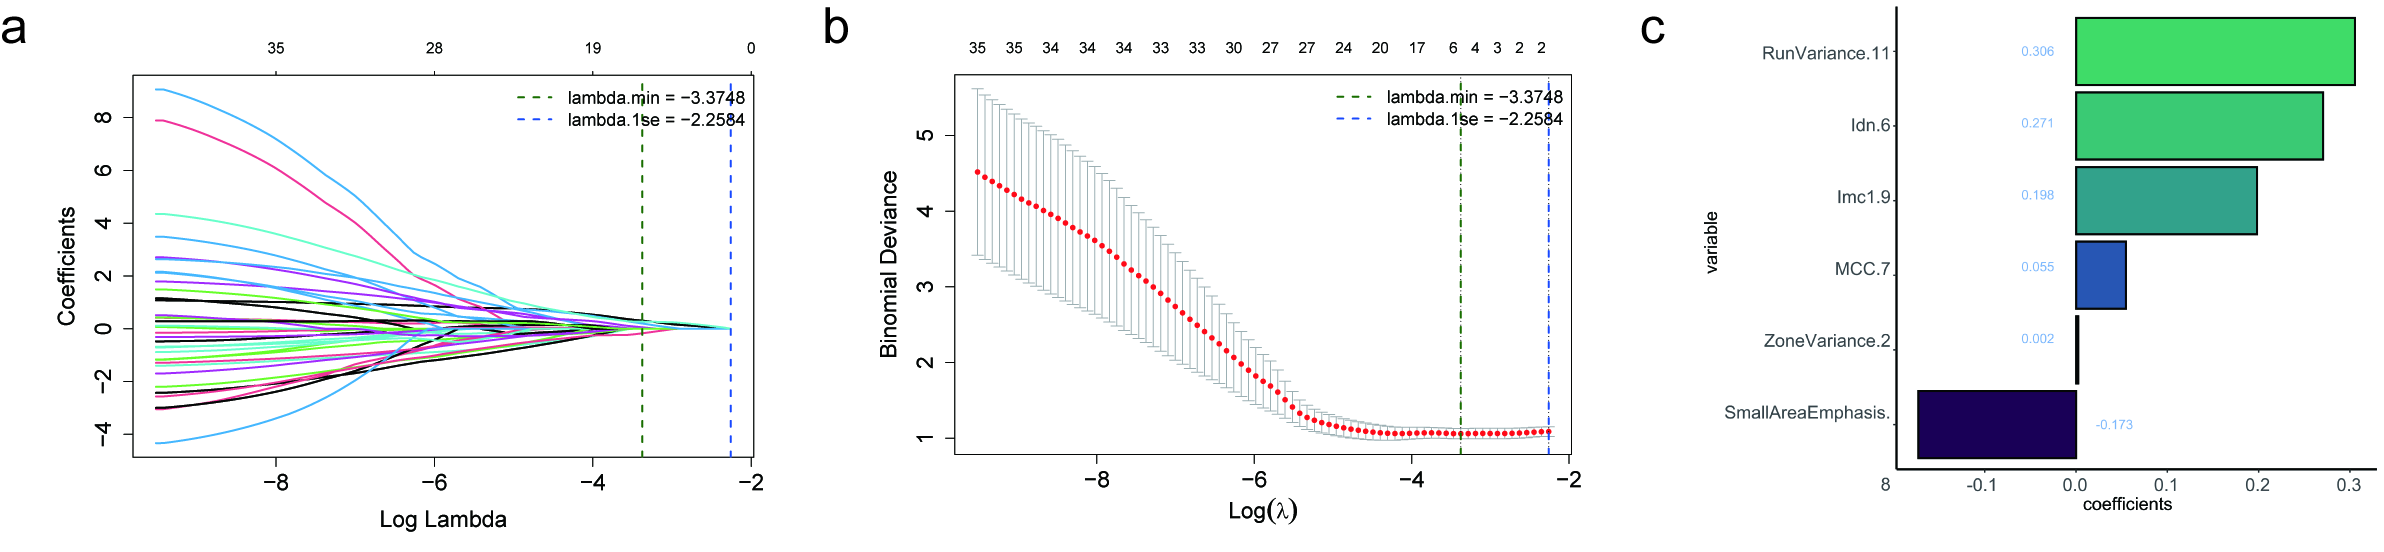 a
35 28 19 0
lambda.min = −3.3748
lambda.1se = −2.2584
8
6
4
2
0
−2
−4
Coefficients
−8 −6 −4 −2
Log Lambda
b
35 35 34 34 34 33 33 30 27 27 24 20 17 6 4 3 2 2
lambda.min = −3.3748
lambda.1se = −2.2584
5
4
3
2
1
Binomial Deviance
−8 −6 −4 −2
Log(λ)
c
RunVariance.11 0.306
Idn.6 0.271
Imc1.9 0.198
MCC.7 0.055
ZoneVariance.2 0.002
SmallAreaEmphasis. -0.173
variable
8 -0.1 0.0 0.1 0.2 0.3
coefficients